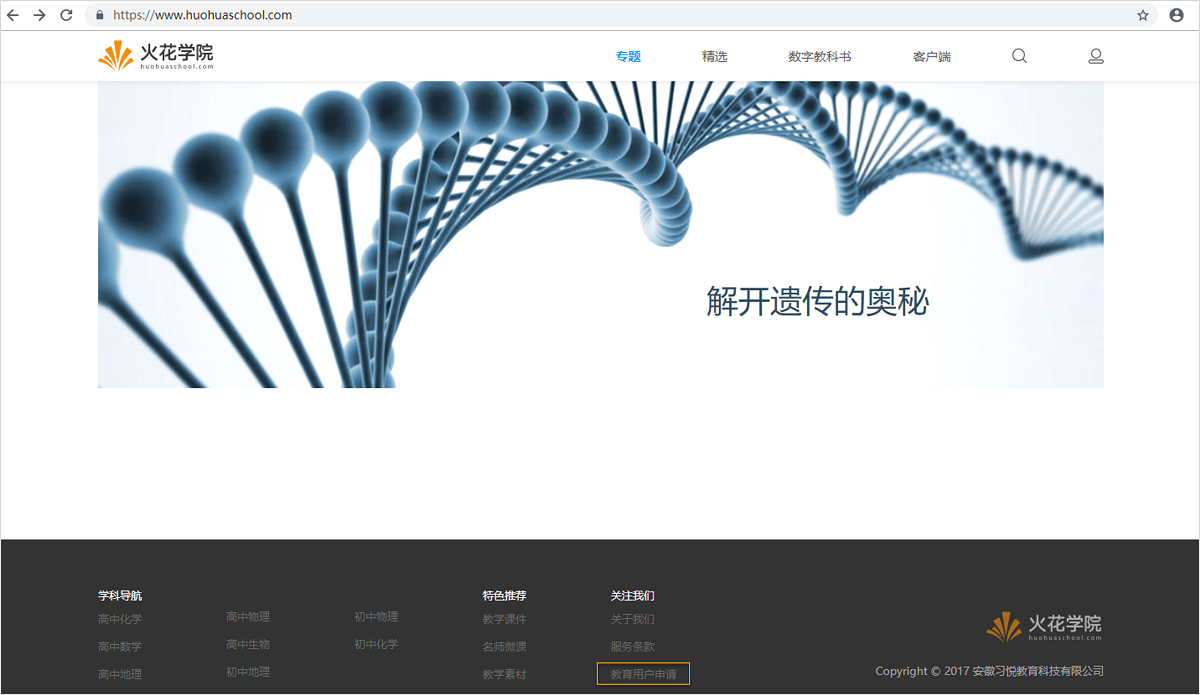 https://www.huohuaschool.com
火花学院
huohuaschool.com
专题
精选
数字教科书
客户端
解开遗传的奥秘
学科导航
高中化学
高中数学
高中地理
高中物理
高中生物
初中地理
初中物理
初中化学
特色推荐
教学课件
名师微课
教学素材
关注我们
关于我们
服务条款
教育用户申请
火花学院
huohuaschool.com
Copyright © 2017 安徽习悦教育科技有限公司